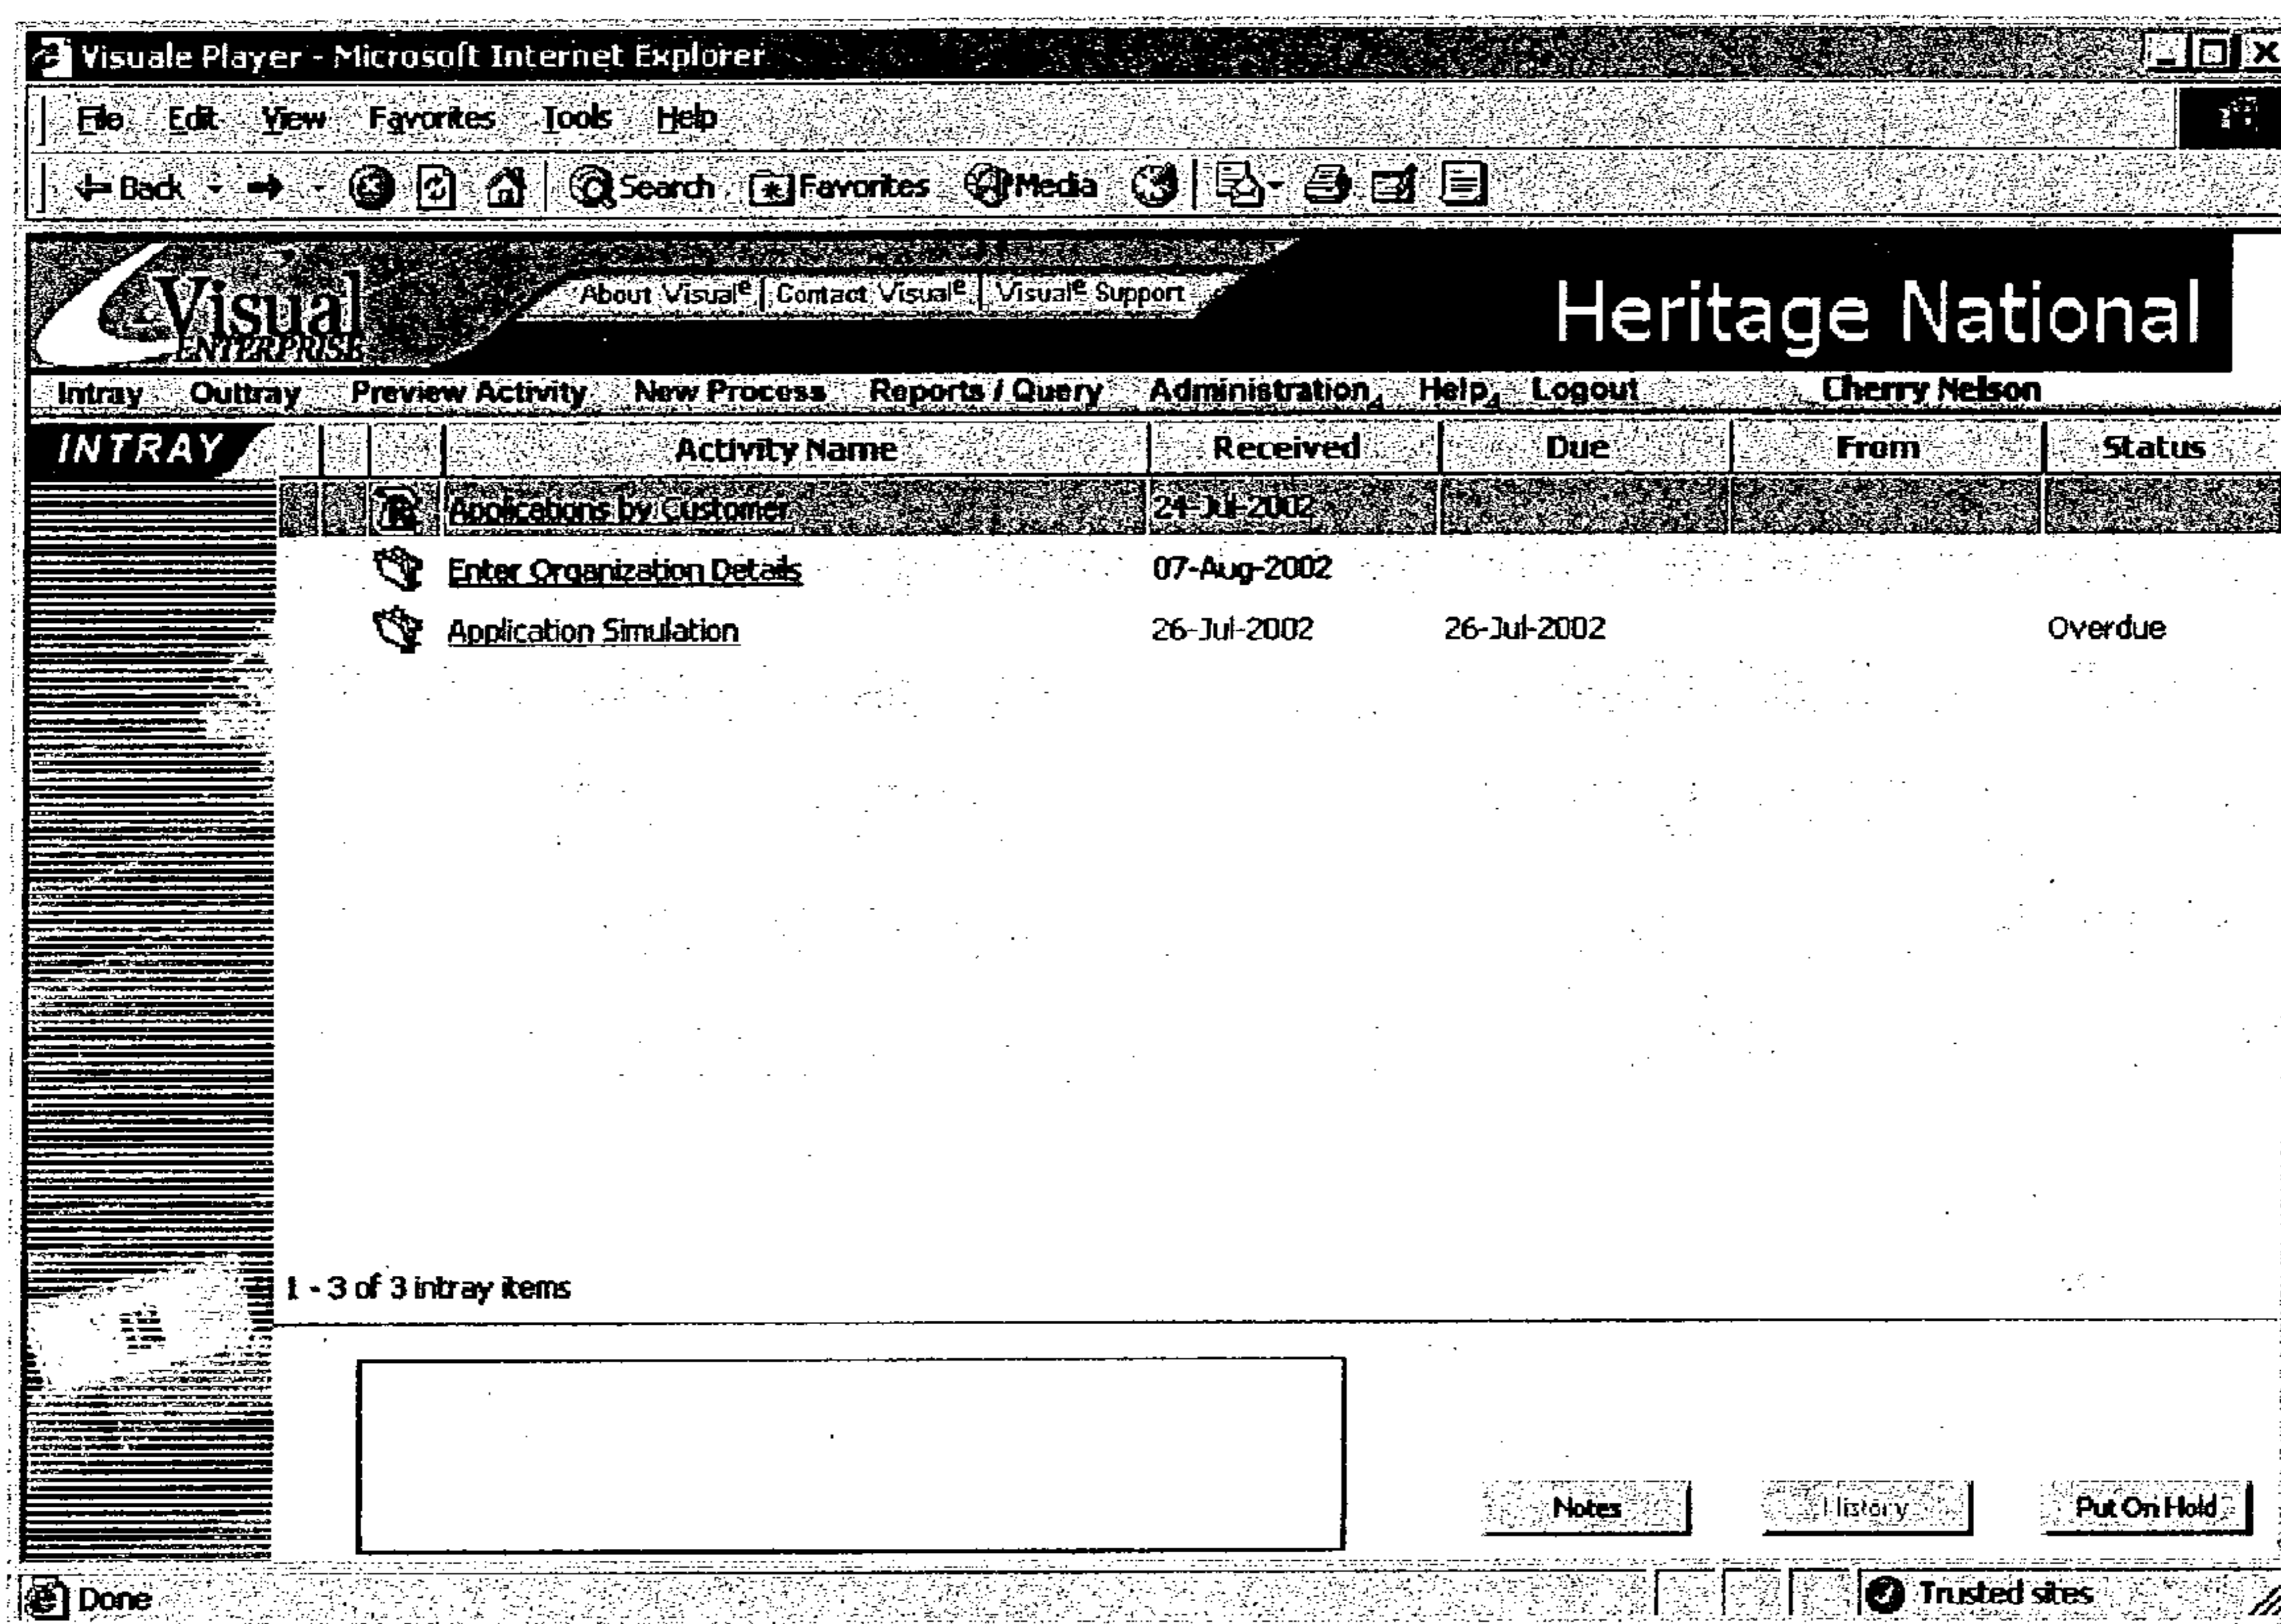 Visuale Player - Microsoft Internet Explorer
File Edit View Favorites Tools Help
Back Search Favorites Media
Visual ENTERPRISE
About Visuale Contact Visuale Visuale Support
Heritage National
Intray Outtray Preview Activity New Process Reports / Query Administration Help Logout Cherry Nelson
INTRAY Activity Name Received Due From Status
Applications by Customer 24-Jul-2002
Enter Organization Details 07-Aug-2002
Application Simulation 26-Jul-2002 26-Jul-2002 Overdue
1 - 3 of 3 intray items
Notes History Put On Hold
Done Trusted sites